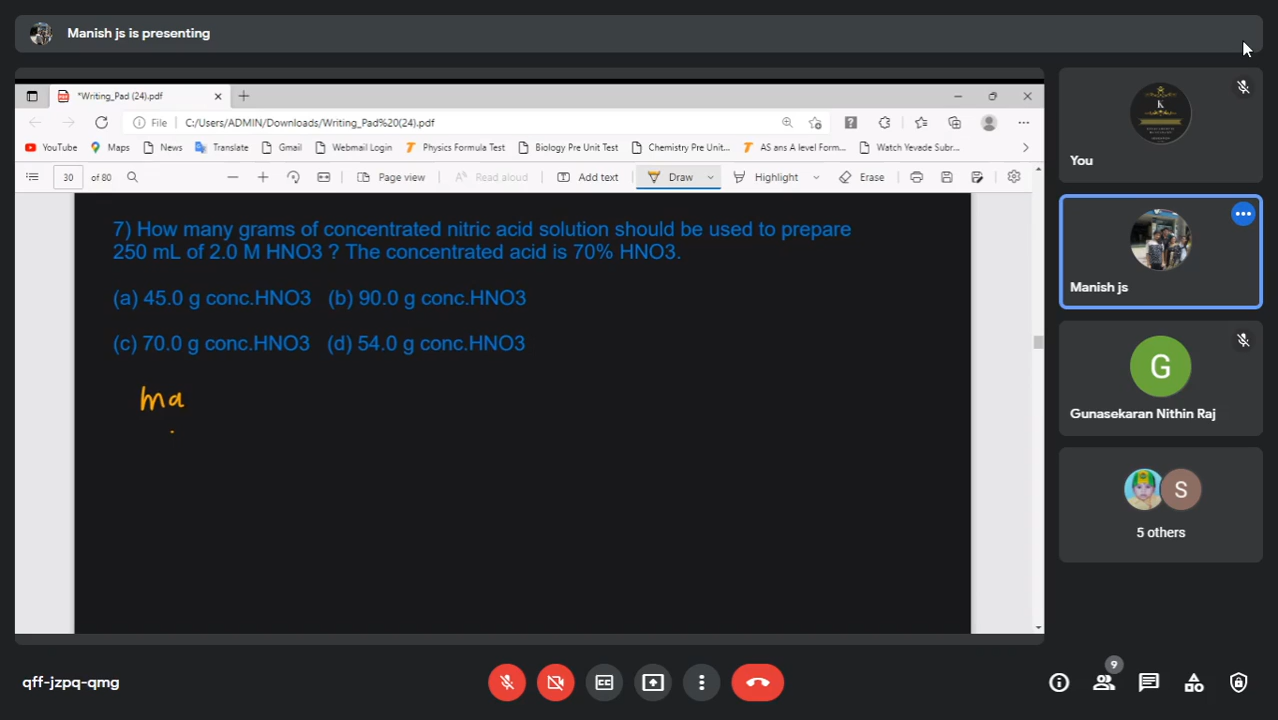 Manish js is presenting
*Writing_Pad (24).pdf
File C:/Users/ADMIN/Downloads/Writing_Pad%20(24).pdf
YouTube Maps News Translate Gmail Webmail Login Physics Formula Test Biology Pre Unit Test Chemistry Pre Unit... AS ans A level Form... Watch Yevade Subr...
30 of 80 Page view Read aloud Add text Draw Highlight Erase
7) How many grams of concentrated nitric acid solution should be used to prepare
250 mL of 2.0 M HNO3 ? The concentrated acid is 70% HNO3.
(a) 45.0 g conc.HNO3 (b) 90.0 g conc.HNO3
(c) 70.0 g conc.HNO3 (d) 54.0 g conc.HNO3
ma
K
You
Manish js
G
Gunasekaran Nithin Raj
S
5 others
qff-jzpq-qmg
CC
9